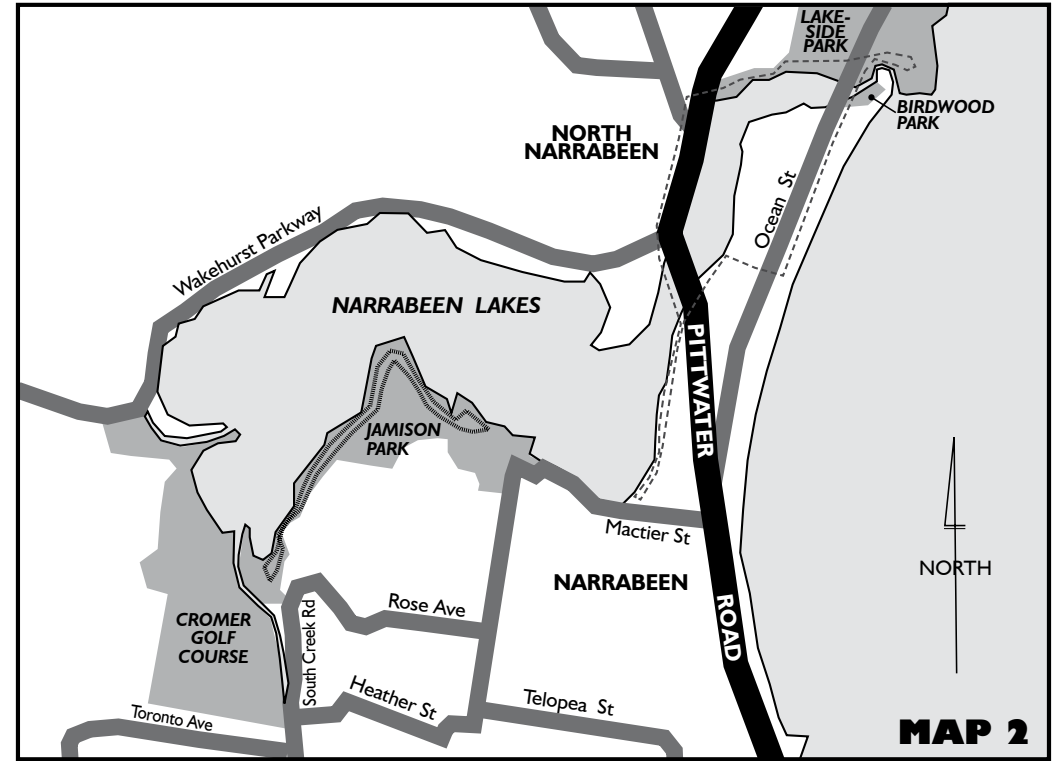 LAKE-
SIDE
PARK
BIRDWOOD
PARK
NORTH
NARRABEEN
Ocean St
Wakehurst Parkway
NARRABEEN LAKES
PITTWATER
JAMISON
PARK
Mactier St
NORTH
NARRABEEN
ROAD
Rose Ave
South Creek Rd
CROMER
GOLF
COURSE
Heather St
Telopea St
Toronto Ave
MAP 2